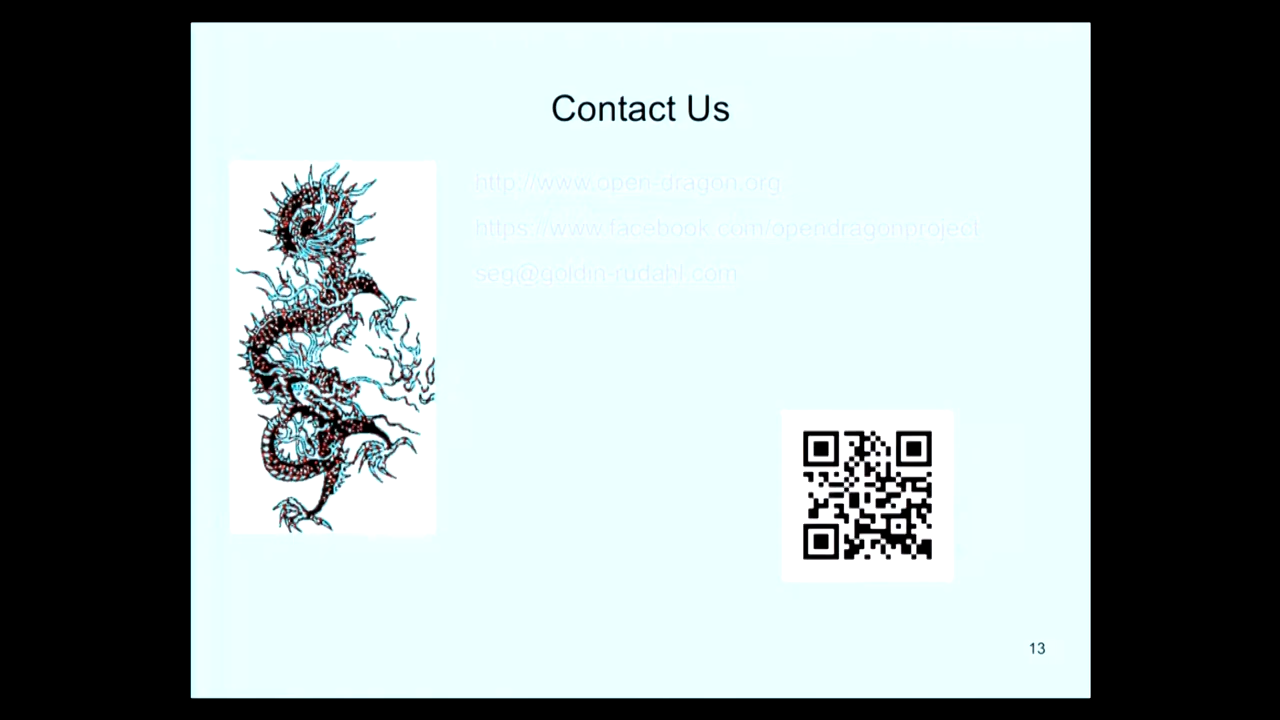 Contact Us
http://www.open-dragon.org
https://www.facebook.com/opendragonproject
seg@goldin-rudahl.com
13